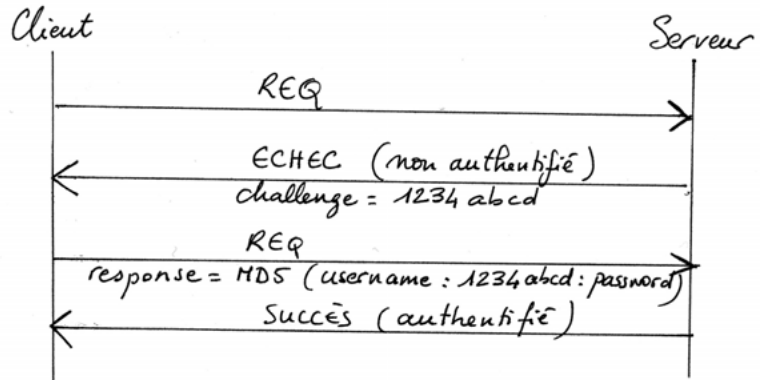 Client
Serveur
REQ
ECHEC (non authentifié)
challenge = 1234abcd
REQ
response = MD5 (username : 1234abcd : password)
SUCCÈS (authentifié)